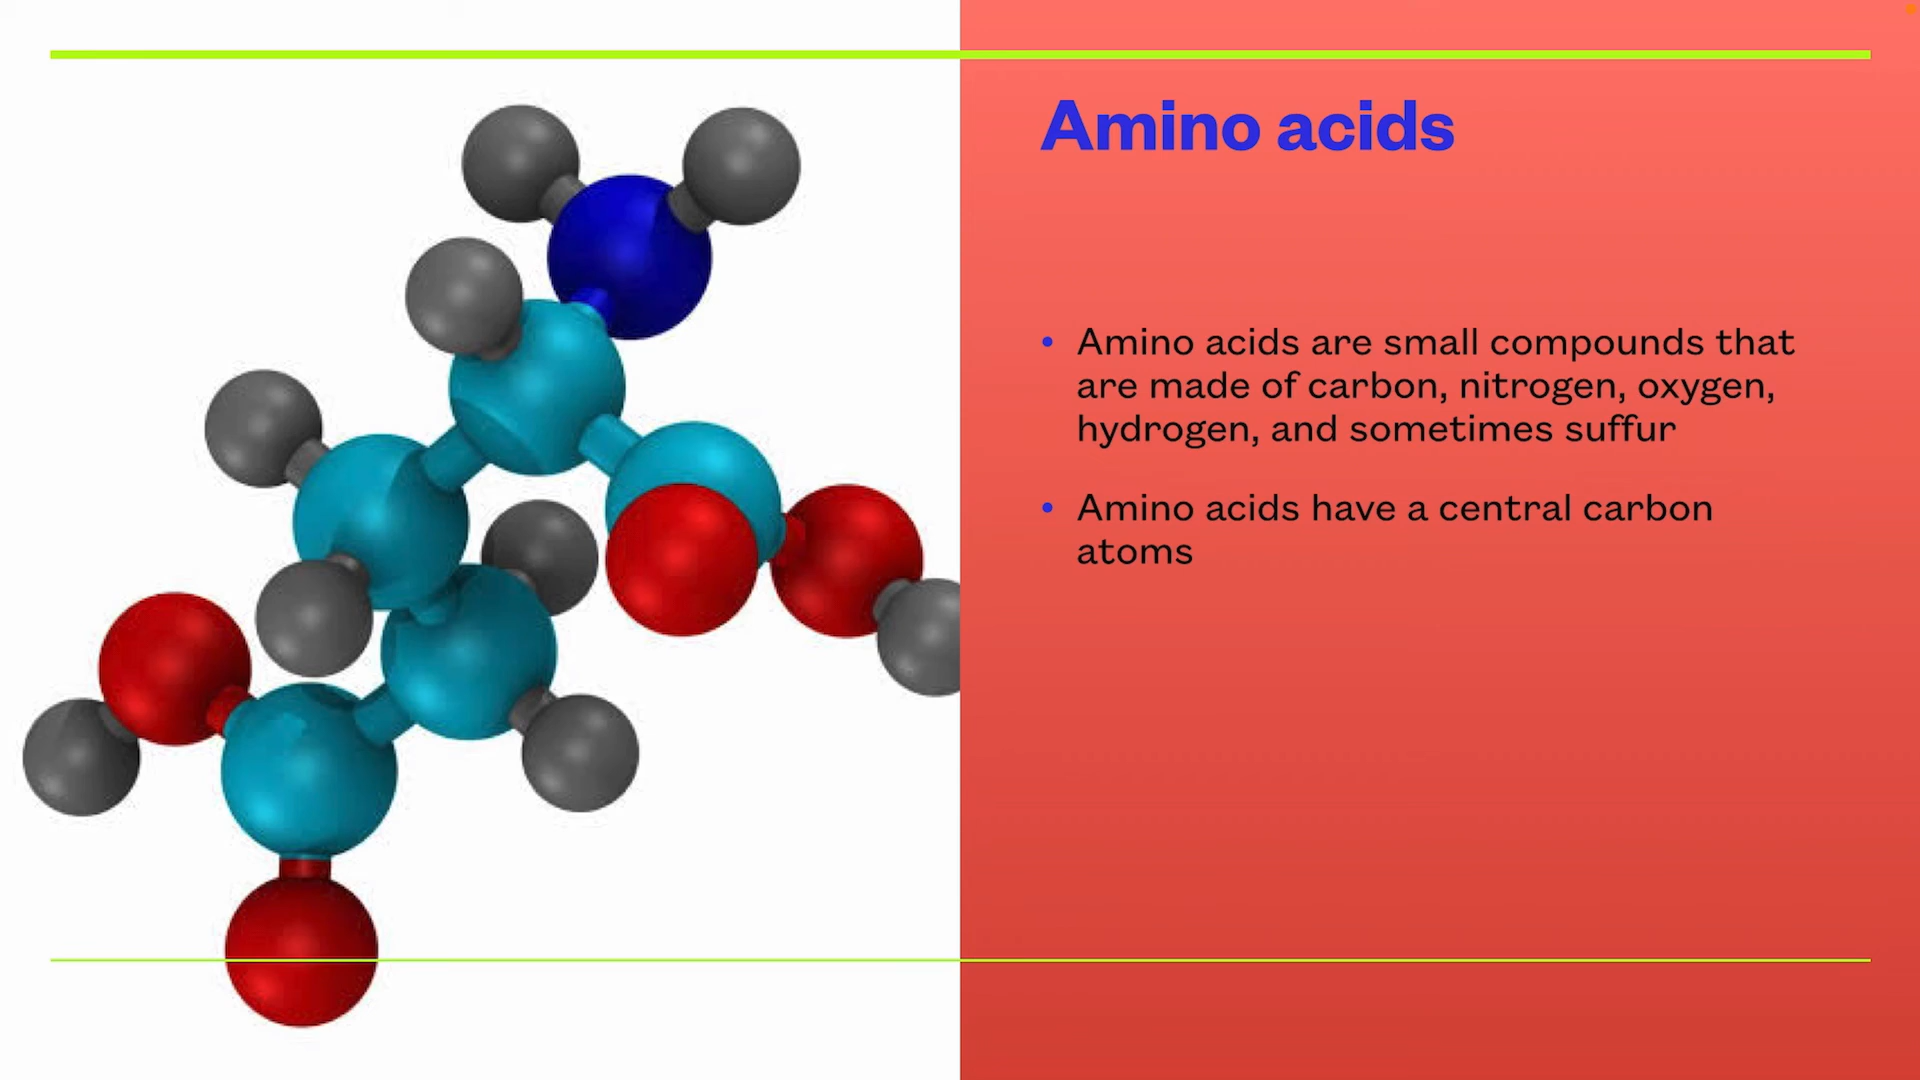 Amino acids
• Amino acids are small compounds that
are made of carbon, nitrogen, oxygen,
hydrogen, and sometimes suffur
• Amino acids have a central carbon
atoms